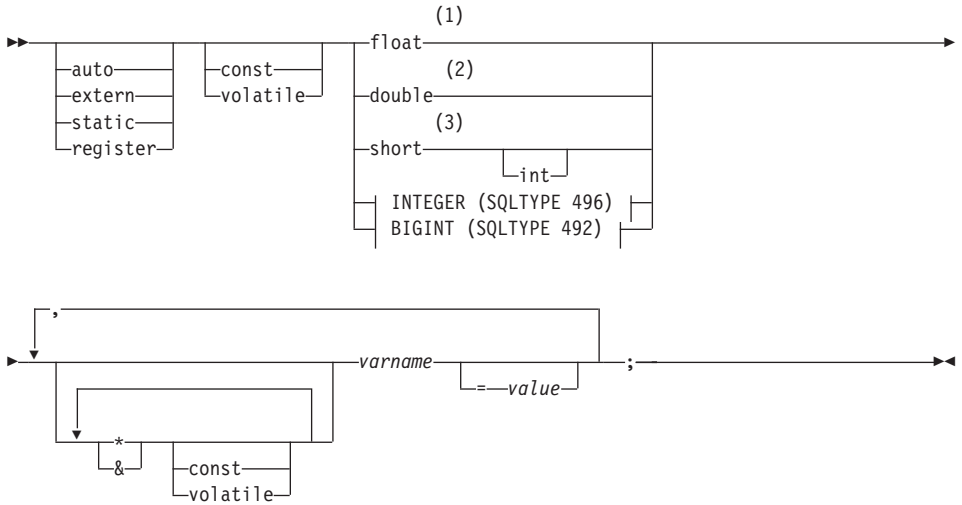 (1)
float
auto
const
(2)
extern
volatile
double
static
(3)
register
short
int
INTEGER (SQLTYPE 496)
BIGINT (SQLTYPE 492)
,
varname
;
= value
*
&
const
volatile